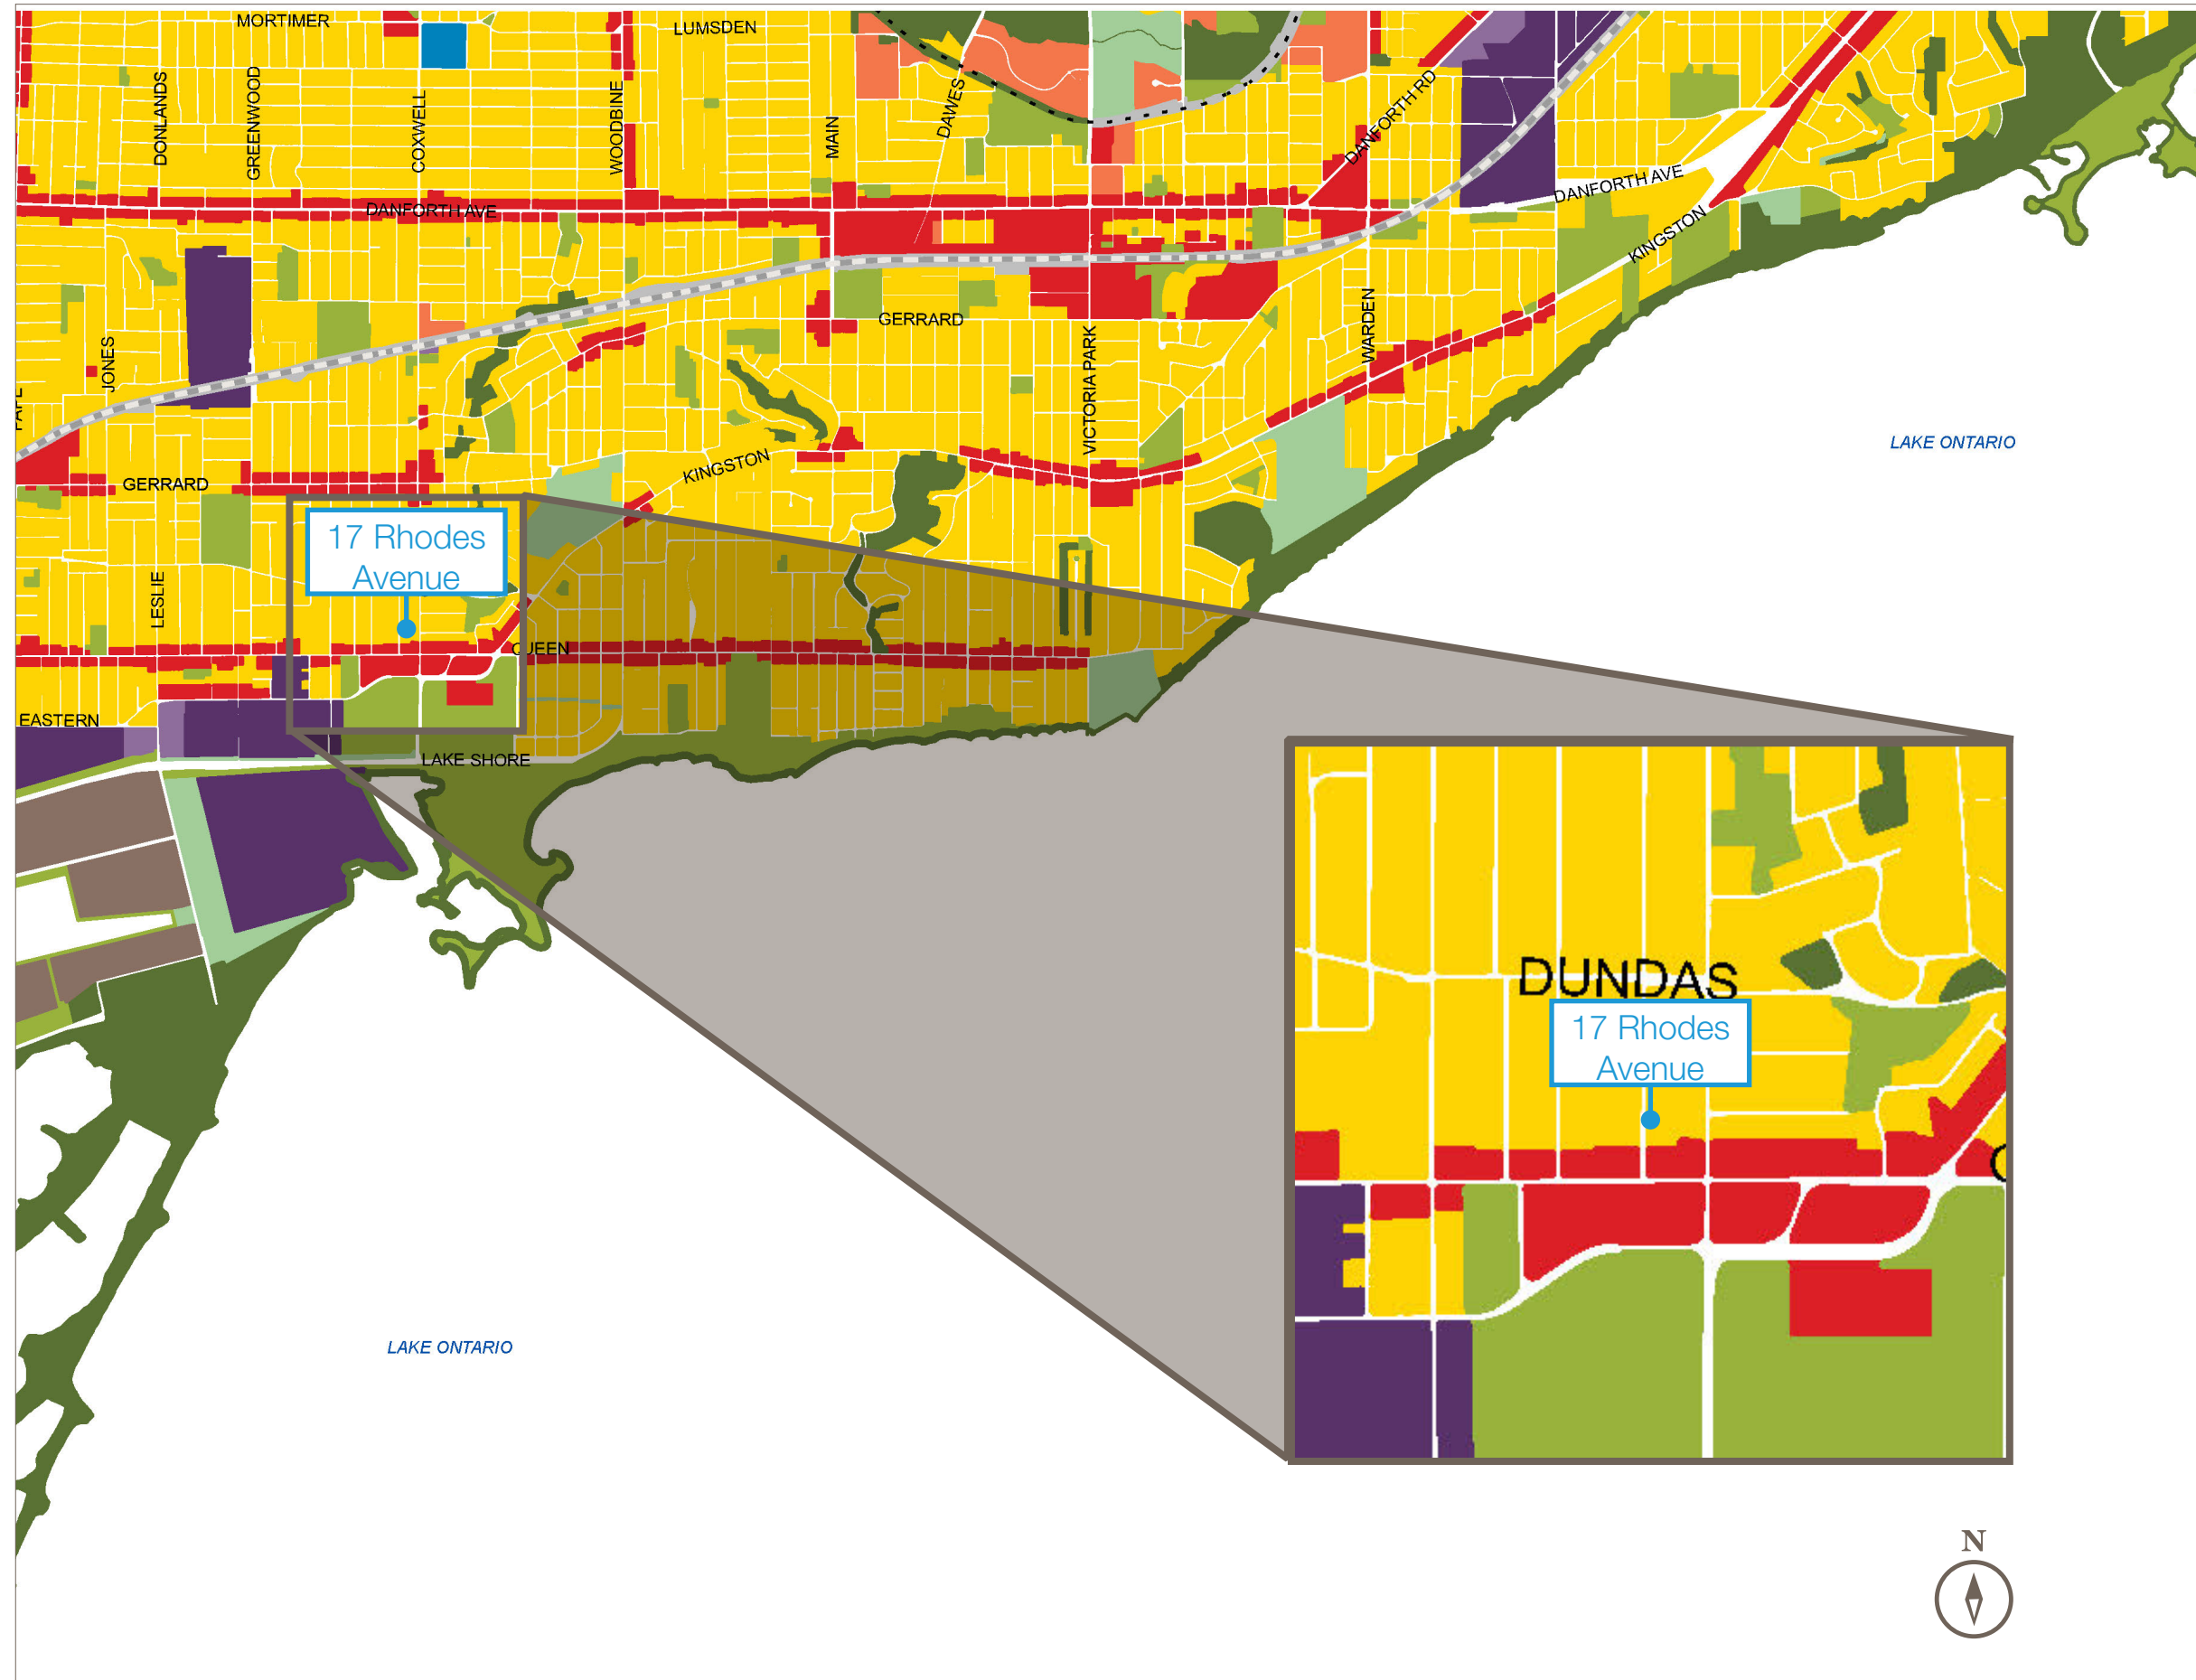 MORTIMER
LUMSDEN
DONLANDS
GREENWOOD
COXWELL
WOODBINE
MAIN
DAWES
DANFORTH RD
DANFORTH AVE
DANFORTH AVE
KINGSTON
JONES
GERRARD
VICTORIA PARK
WARDEN
LAKE ONTARIO
KINGSTON
GERRARD
17 Rhodes
Avenue
LESLIE
QUEEN
EASTERN
LAKE SHORE
DUNDAS
17 Rhodes
Avenue
LAKE ONTARIO
N